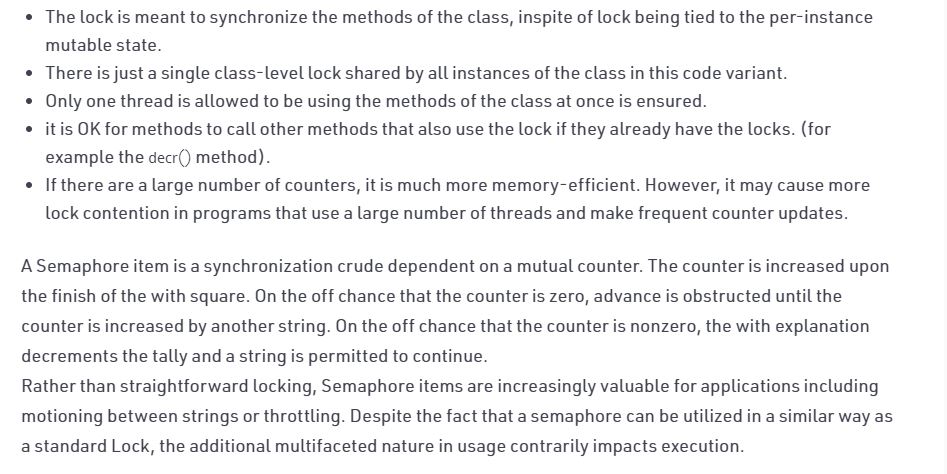 • The lock is meant to synchronize the methods of the class, inspite of lock being tied to the per-instance
mutable state.
• There is just a single class-level lock shared by all instances of the class in this code variant.
• Only one thread is allowed to be using the methods of the class at once is ensured.
• it is OK for methods to call other methods that also use the lock if they already have the locks. (for
example the decr() method).
• If there are a large number of counters, it is much more memory-efficient. However, it may cause more
lock contention in programs that use a large number of threads and make frequent counter updates.
A Semaphore item is a synchronization crude dependent on a mutual counter. The counter is increased upon
the finish of the with square. On the off chance that the counter is zero, advance is obstructed until the
counter is increased by another string. On the off chance that the counter is nonzero, the with explanation
decrements the tally and a string is permitted to continue.
Rather than straightforward locking, Semaphore items are increasingly valuable for applications including
motioning between strings or throttling. Despite the fact that a semaphore can be utilized in a similar way as
a standard Lock, the additional multifaceted nature in usage contrarily impacts execution.